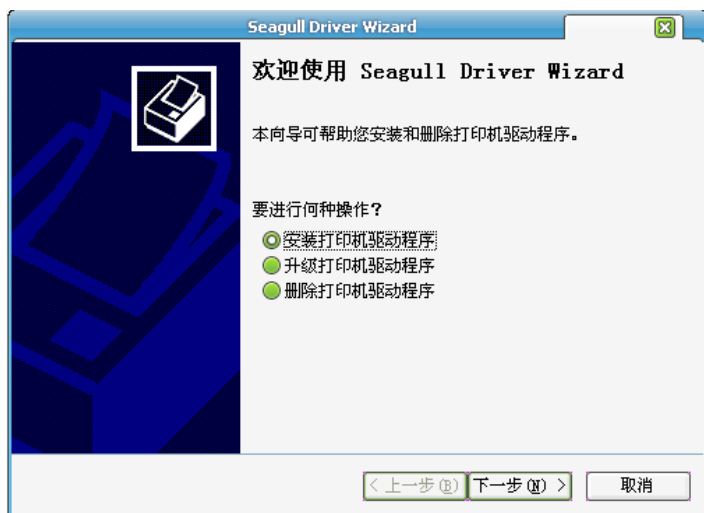 Seagull Driver Wizard
欢迎使用 Seagull Driver Wizard
本向导可帮助您安装和删除打印机驱动程序。
要进行何种操作?
安装打印机驱动程序
升级打印机驱动程序
删除打印机驱动程序
< 上一步(B) 下一步(N) > 取消